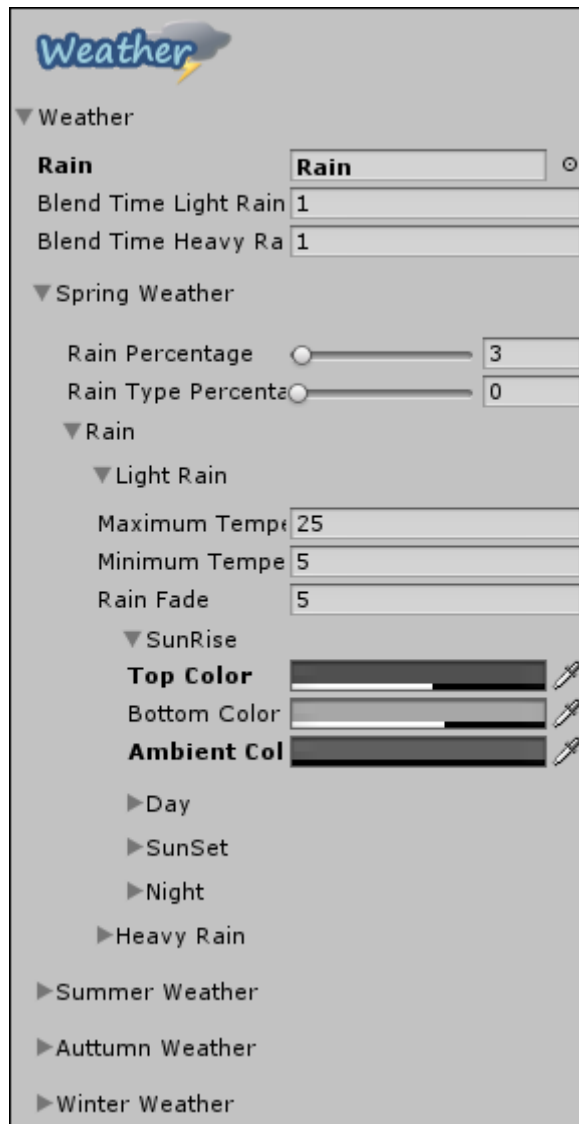 Weather
Weather
Rain Rain
Blend Time Light Rain 1
Blend Time Heavy Ra 1
Spring Weather
Rain Percentage 3
Rain Type Percenta 0
Rain
Light Rain
Maximum Tempe 25
Minimum Tempe 5
Rain Fade 5
SunRise
Top Color
Bottom Color
Ambient Col
Day
SunSet
Night
Heavy Rain
Summer Weather
Auttumn Weather
Winter Weather